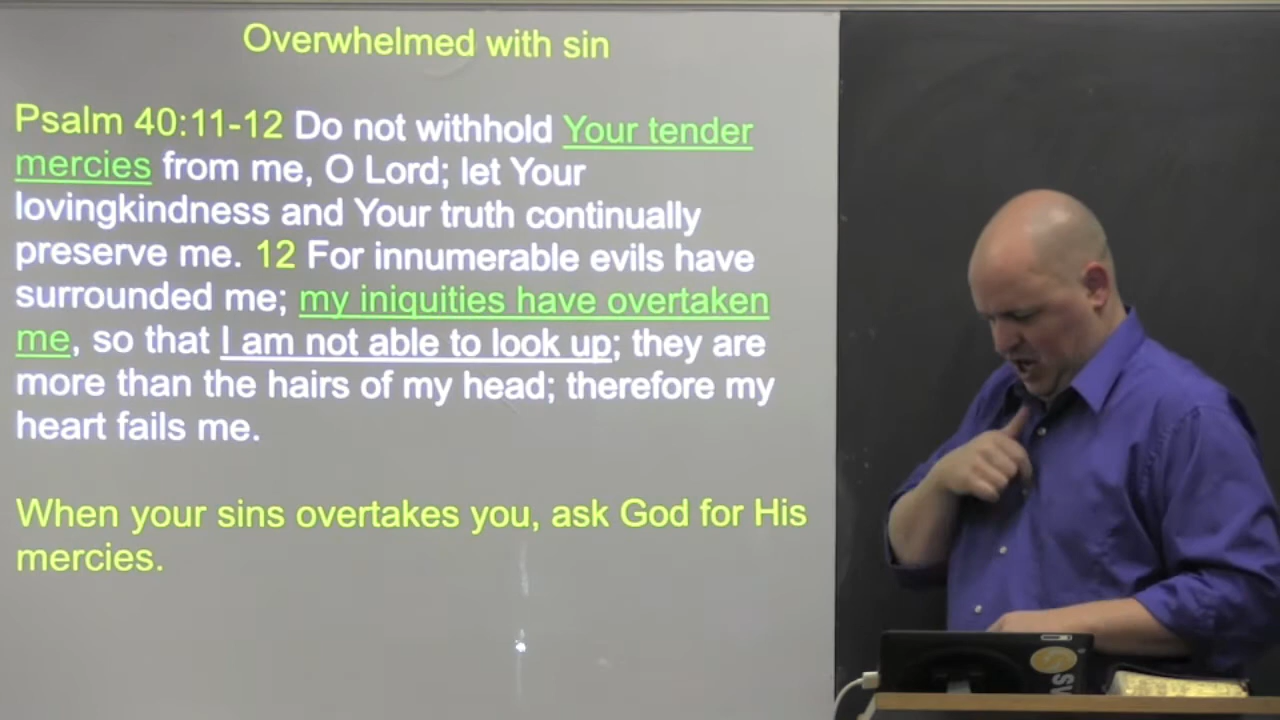 Overwhelmed with sin
Psalm 40:11-12 Do not withhold Your tender
mercies from me, O Lord; let Your
lovingkindness and Your truth continually
preserve me. 12 For innumerable evils have
surrounded me; my iniquities have overtaken
me, so that I am not able to look up; they are
more than the hairs of my head; therefore my
heart fails me.
When your sins overtakes you, ask God for His
mercies.